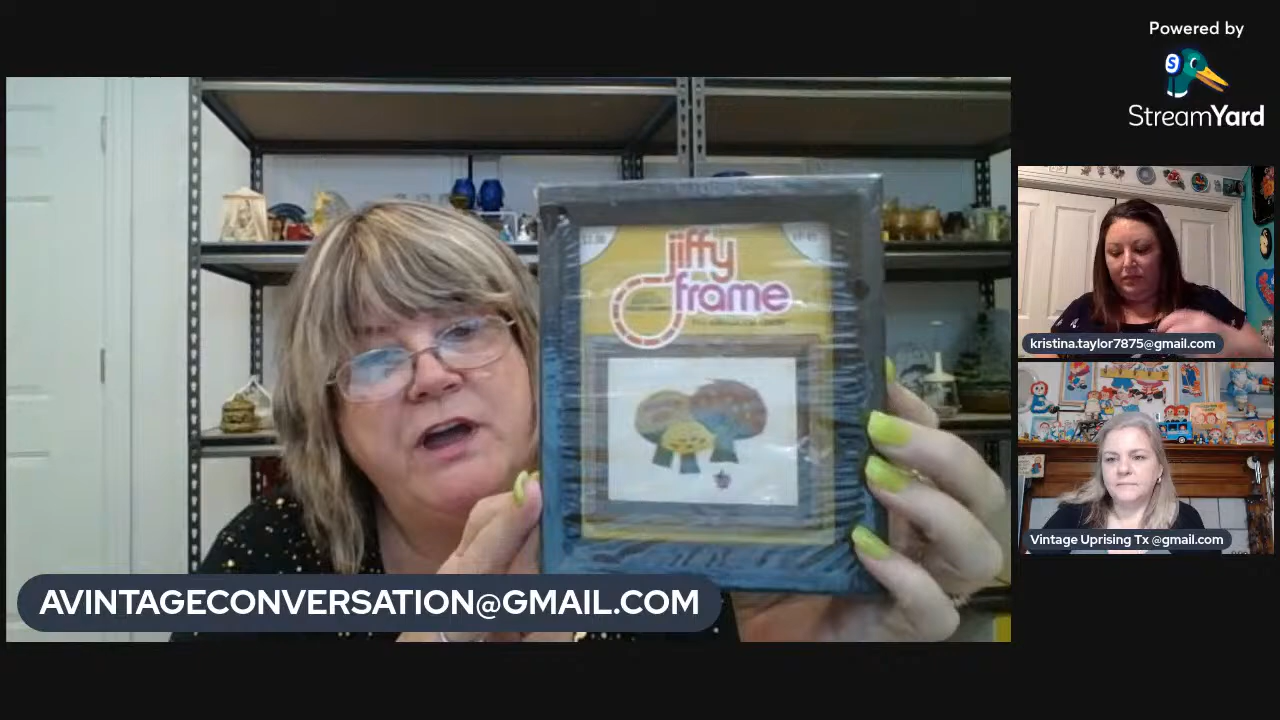 Powered by
S
StreamYard
jiffy
frame
kristina.taylor7875@gmail.com
Vintage Uprising Tx @gmail.com
AVINTAGECONVERSATION@GMAIL.COM